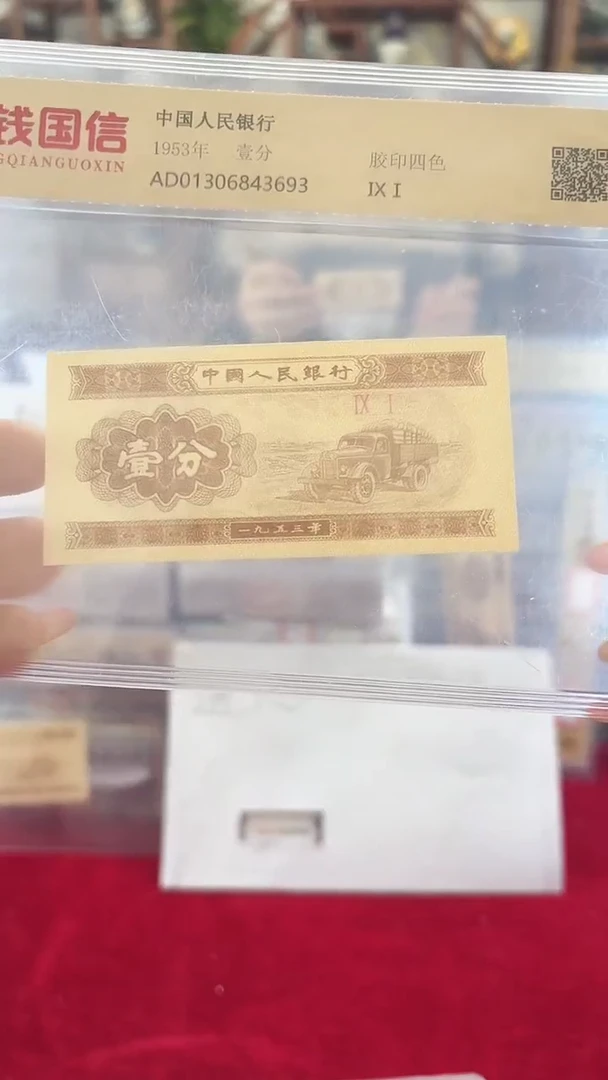 钱国信
GQIANGUOXIN
中国人民银行
1953年 壹分
AD01306843693
胶印四色
IX I
中國人民銀行
IX I
壹分
一九五三年